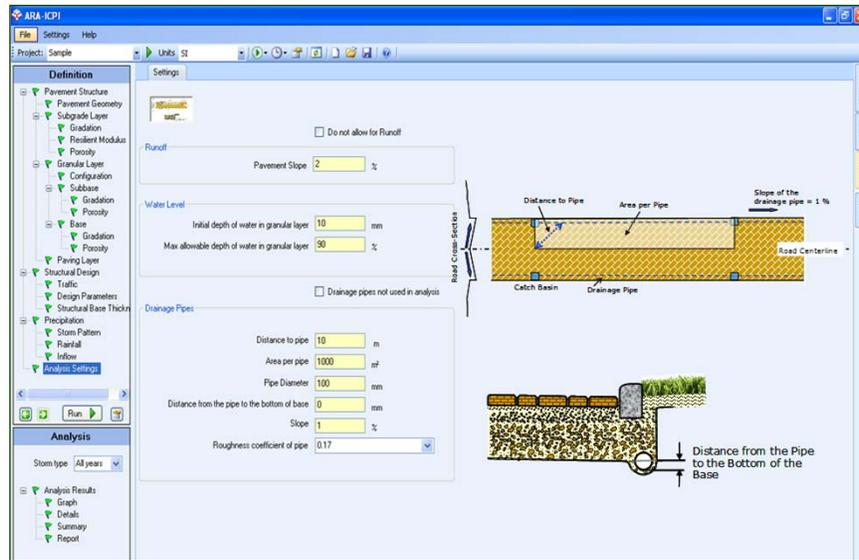 ARA-ICPI
File Settings Help
Project: Sample Units SI
Definition
Pavement Structure
Pavement Geometry
Subgrade Layer
Gradation
Resilient Modulus
Porosity
Granular Layer
Configuration
Subbase
Gradation
Porosity
Base
Gradation
Porosity
Paving Layer
Structural Design
Traffic
Design Parameters
Structural Base Thickn
Precipitation
Storm Pattern
Rainfall
Inflow
Analysis Settings
Run
Analysis
Storm type All years
Analysis Results
Graph
Details
Summary
Report
Settings
Do not allow for Runoff
Runoff
Pavement Slope 2 %
Water Level
Initial depth of water in granular layer 10 mm
Max allowable depth of water in granular layer 90 %
Drainage pipes not used in analysis
Drainage Pipes
Distance to pipe 10 m
Area per pipe 1000 m²
Pipe Diameter 100 mm
Distance from the pipe to the bottom of base 0 mm
Slope 1 %
Roughness coefficient of pipe 0.17
Road Cross-Section
Distance to Pipe
Area per Pipe
Slope of the
drainage pipe = 1 %
Road Centerline
Catch Basin
Drainage Pipe
Distance from the Pipe
to the Bottom of the
Base